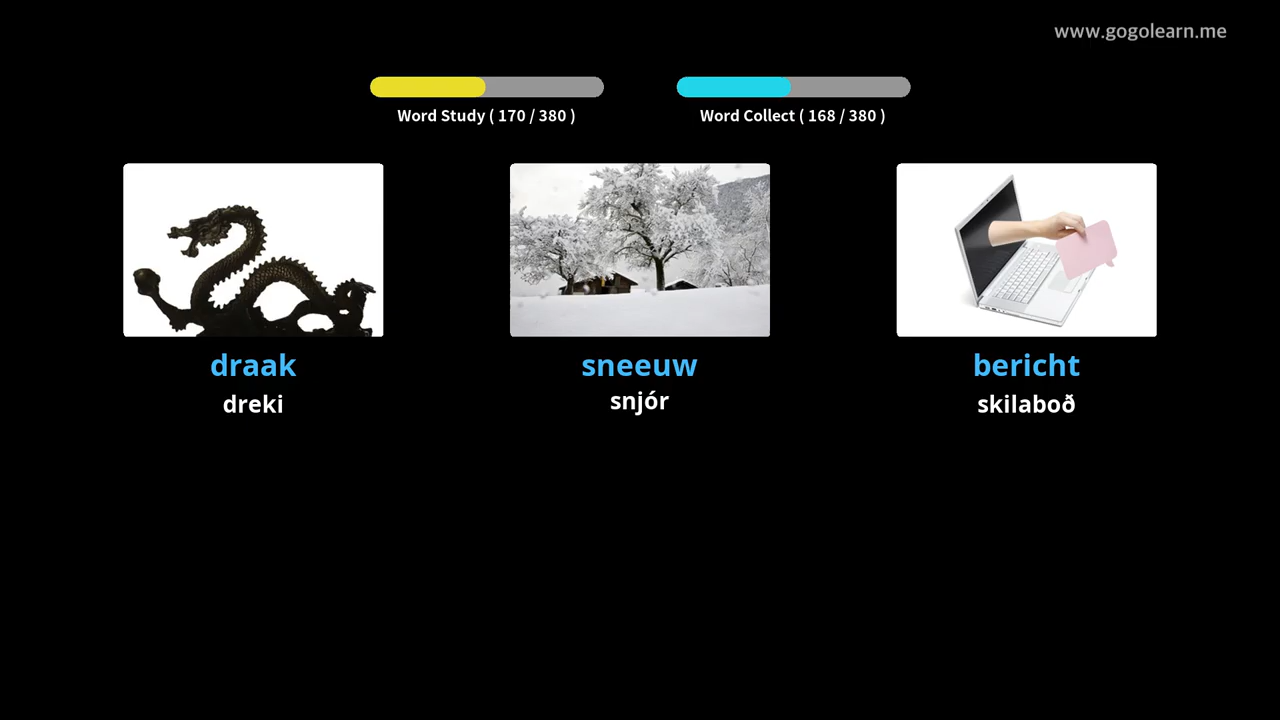 www.gogolearn.me
Word Study ( 170 / 380 )
Word Collect ( 168 / 380 )
draak
dreki
sneeuw
snjór
bericht
skilaboð